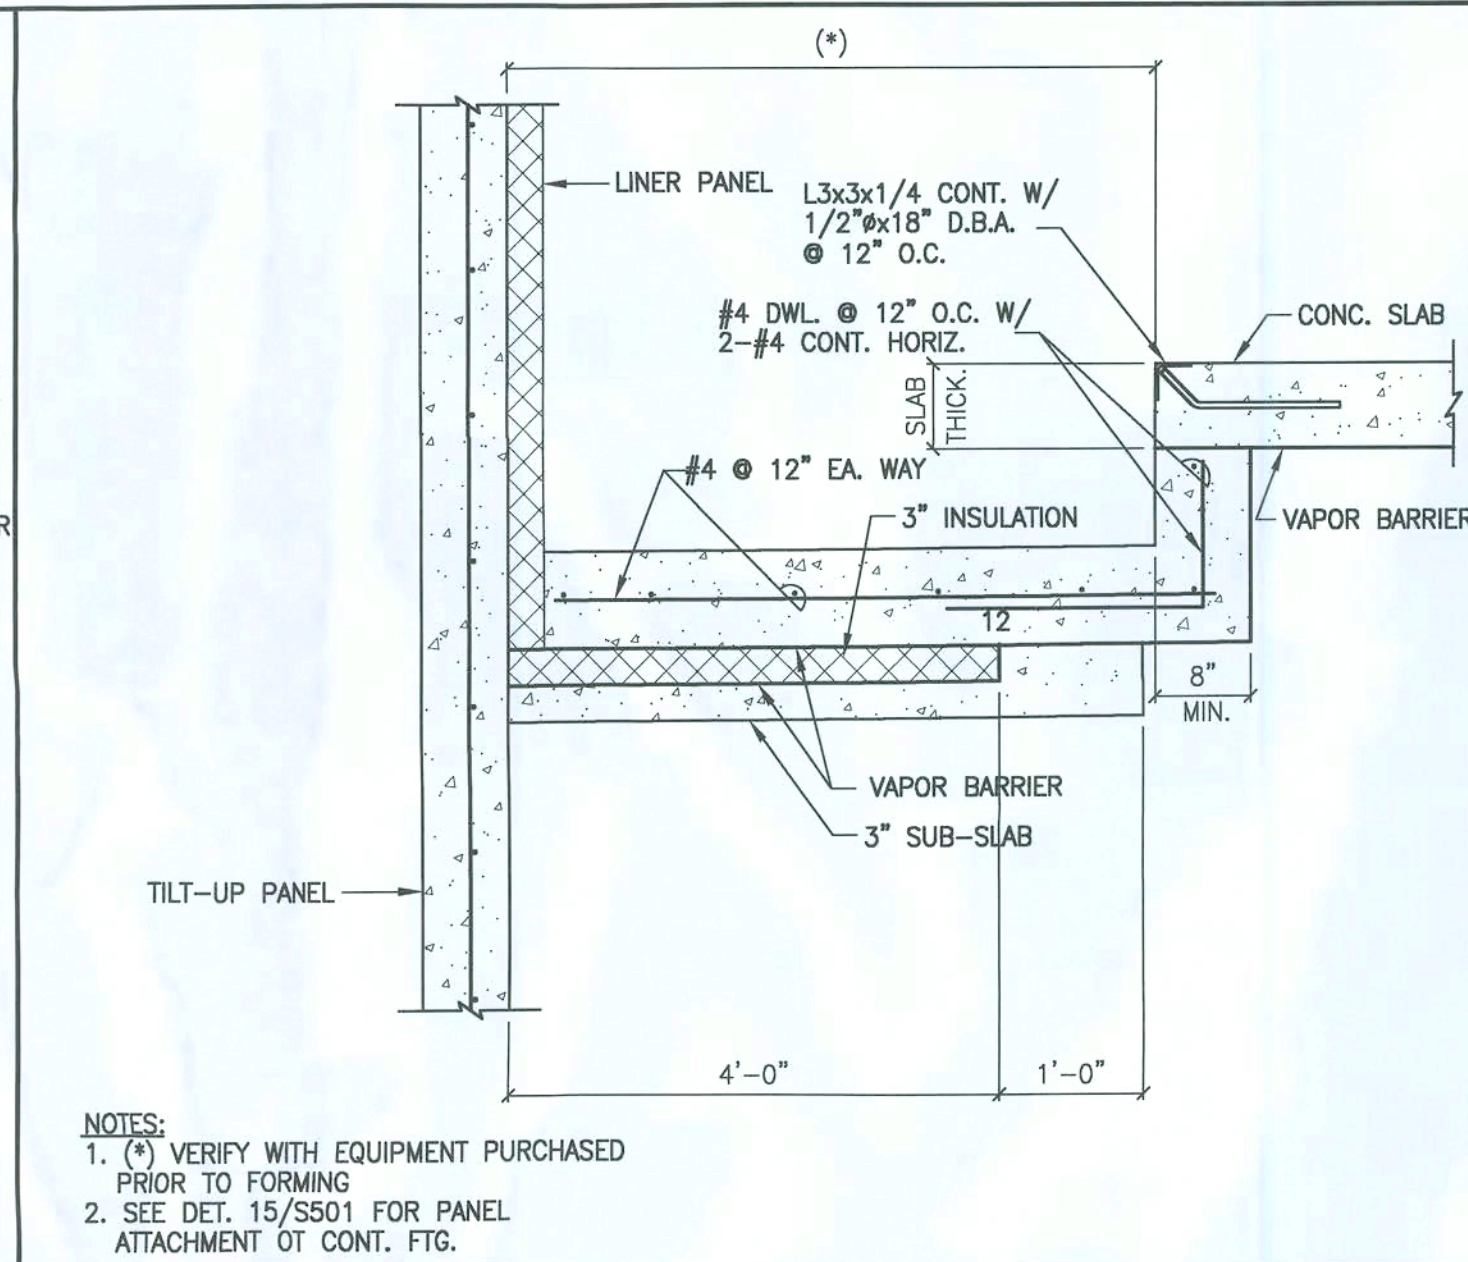 (*)
LINER PANEL
L3x3x1/4 CONT. W/
1/2"øx18" D.B.A.
@ 12" O.C.
#4 DWL. @ 12" O.C. W/
2-#4 CONT. HORIZ.
CONC. SLAB
SLAB
THICK.
#4 @ 12" EA. WAY
3" INSULATION
VAPOR BARRIER
R
12
8"
MIN.
VAPOR BARRIER
3" SUB-SLAB
TILT-UP PANEL
4'-0"
1'-0"
NOTES:
1. (*) VERIFY WITH EQUIPMENT PURCHASED
PRIOR TO FORMING
2. SEE DET. 15/S501 FOR PANEL
ATTACHMENT OT CONT. FTG.